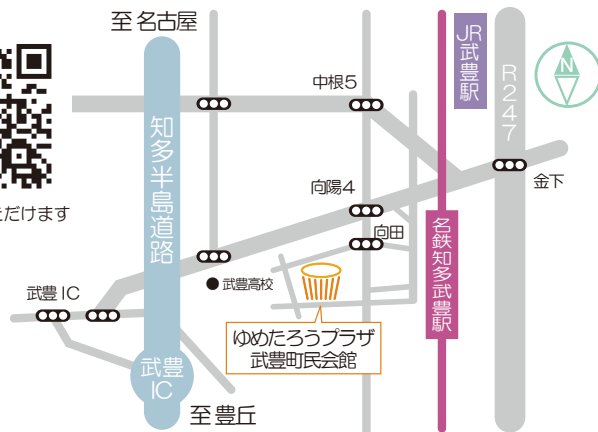 至 名古屋
JR武豊駅
N
R247
中根5
知多半島道路
金下
向陽4
ただけます
向田
名鉄知多武豊駅
武豊高校
武豊 IC
ゆめたろうプラザ
武豊町民会館
武豊
IC
至 豊丘